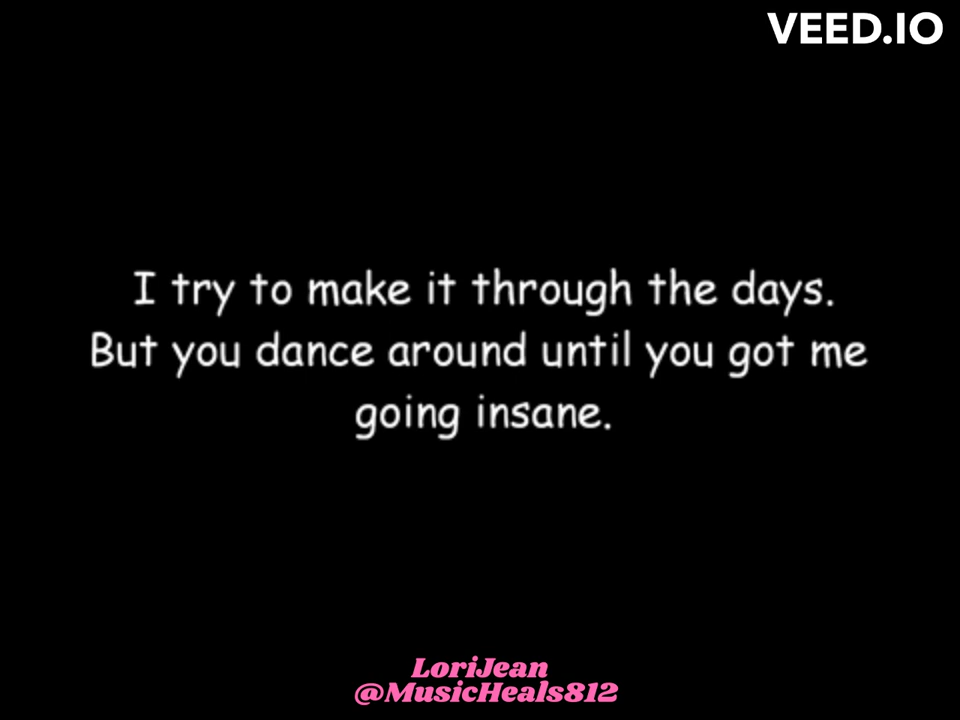 VEED.IO
I try to make it through the days.
But you dance around until you got me
going insane.
LoriJean
@MusicHeals812